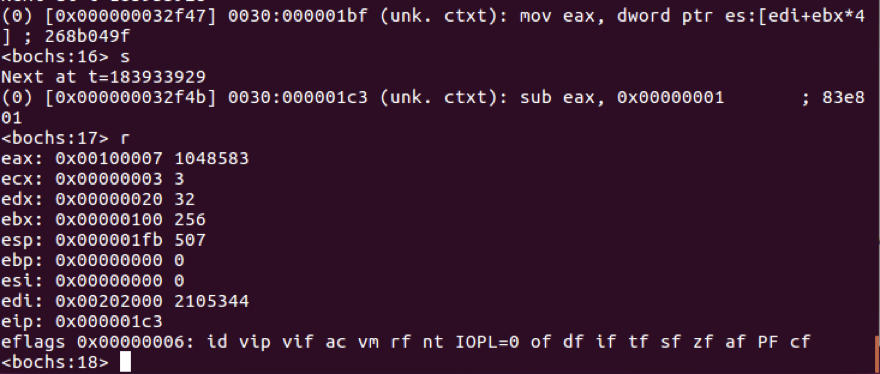 (0) [0x000000032f47] 0030:000001bf (unk. ctxt): mov eax, dword ptr es:[edi+ebx*4
] ; 268b049f
<bochs:16> s
Next at t=183933929
(0) [0x000000032f4b] 0030:000001c3 (unk. ctxt): sub eax, 0x00000001       ; 83e8
01
<bochs:17> r
eax: 0x00100007 1048583
ecx: 0x00000003 3
edx: 0x00000020 32
ebx: 0x00000100 256
esp: 0x000001fb 507
ebp: 0x00000000 0
esi: 0x00000000 0
edi: 0x00202000 2105344
eip: 0x000001c3
eflags 0x00000006: id vip vif ac vm rf nt IOPL=0 of df if tf sf zf af PF cf
<bochs:18>